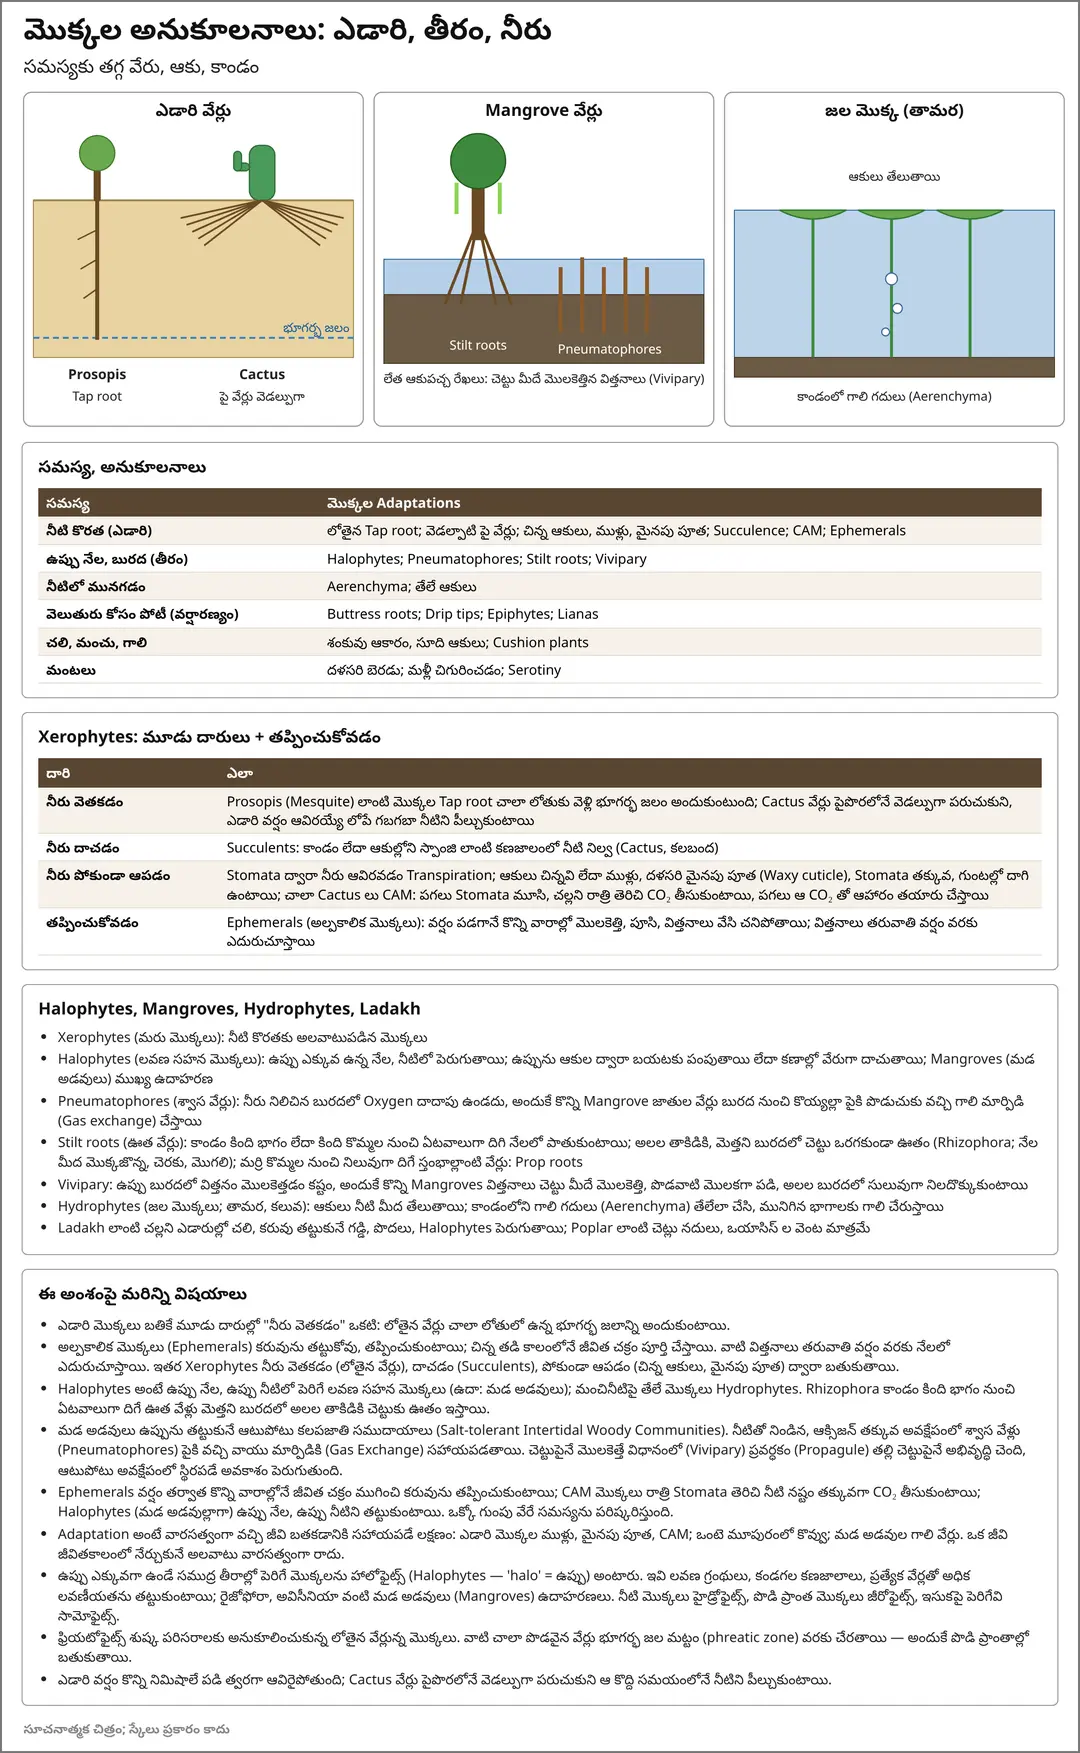 మొక్కల అనుకూలనాలు: ఎడారి, తీరం, నీరు
సమస్యకు తగ్గ వేరు, ఆకు, కాండం
ఎడారి వేర్లు
భూగర్భ జలం
Prosopis
Cactus
Tap root
పై వేర్లు వెడల్పుగా
Mangrove వేర్లు
Stilt roots
Pneumatophores
లేత ఆకుపచ్చ రేఖలు: చెట్టు మీదే మొలకెత్తిన విత్తనాలు (Vivipary)
జల మొక్క (తామర)
ఆకులు తేలుతాయి
కాండంలో గాలి గదులు (Aerenchyma)
సమస్య, అనుకూలనాలు
సమస్య మొక్కల Adaptations
నీటి కొరత (ఎడారి) లోతైన Tap root; వెడల్పాటి పై వేర్లు; చిన్న ఆకులు, ముళ్లు, మైనపు పూత; Succulence; CAM; Ephemerals
ఉప్పు నేల, బురద (తీరం) Halophytes; Pneumatophores; Stilt roots; Vivipary
నీటిలో మునగడం Aerenchyma; తేలే ఆకులు
వెలుతురు కోసం పోటీ (వర్షారణ్యం) Buttress roots; Drip tips; Epiphytes; Lianas
చలి, మంచు, గాలి శంకువు ఆకారం, సూది ఆకులు; Cushion plants
మంటలు దళసరి బెరడు; మళ్లీ చిగురించడం; Serotiny
Xerophytes: మూడు దారులు + తప్పించుకోవడం
దారి ఎలా
నీరు వెతకడం Prosopis (Mesquite) లాంటి మొక్కల Tap root చాలా లోతుకు వెళ్లి భూగర్భ జలం అందుకుంటుంది; Cactus వేర్లు పైపొరలోనే వెడల్పుగా పరుచుకుని,
ఎడారి వర్షం ఆవిరయ్యే లోపే గబగబా నీటిని పీల్చుకుంటాయి
నీరు దాచడం Succulents: కాండం లేదా ఆకుల్లోని స్పాంజి లాంటి కణజాలంలో నీటి నిల్వ (Cactus, కలబంద)
నీరు పోకుండా ఆపడం Stomata ద్వారా నీరు ఆవిరవడం Transpiration; ఆకులు చిన్నవి లేదా ముళ్లు, దళసరి మైనపు పూత (Waxy cuticle), Stomata తక్కువ, గుంటల్లో దాగి
ఉంటాయి; చాలా Cactus లు CAM: పగలు Stomata మూసి, చల్లని రాత్రి తెరిచి CO₂ తీసుకుంటాయి, పగలు ఆ CO₂ తో ఆహారం తయారు చేస్తాయి
తప్పించుకోవడం Ephemerals (అల్పకాలిక మొక్కలు): వర్షం పడగానే కొన్ని వారాల్లో మొలకెత్తి, పూసి, విత్తనాలు వేసి చనిపోతాయి; విత్తనాలు తరువాతి వర్షం వరకు
ఎదురుచూస్తాయి
Halophytes, Mangroves, Hydrophytes, Ladakh
• Xerophytes (మరు మొక్కలు): నీటి కొరతకు అలవాటుపడిన మొక్కలు
• Halophytes (లవణ సహన మొక్కలు): ఉప్పు ఎక్కువ ఉన్న నేల, నీటిలో పెరుగుతాయి; ఉప్పును ఆకుల ద్వారా బయటకు పంపుతాయి లేదా కణాల్లో వేరుగా దాచుతాయి; Mangroves (మడ
అడవులు) ముఖ్య ఉదాహరణ
• Pneumatophores (శ్వాస వేర్లు): నీరు నిలిచిన బురదలో Oxygen దాదాపు ఉండదు, అందుకే కొన్ని Mangrove జాతుల వేర్లు బురద నుంచి కొయ్యల్లా పైకి పొడుచుకు వచ్చి గాలి మార్పిడి
(Gas exchange) చేస్తాయి
• Stilt roots (ఊత వేర్లు): కాండం కింది భాగం లేదా కింది కొమ్మల నుంచి ఏటవాలుగా దిగి నేలలో పాతుకుంటాయి; అలల తాకిడికి, మెత్తని బురదలో చెట్టు ఒరగకుండా ఊతం (Rhizophora; నేల
మీద మొక్కజొన్న, చెరకు, మొగలి); మర్రి కొమ్మల నుంచి నిలువుగా దిగే స్తంభాల్లాంటి వేర్లు: Prop roots
• Vivipary: ఉప్పు బురదలో విత్తనం మొలకెత్తడం కష్టం, అందుకే కొన్ని Mangroves విత్తనాలు చెట్టు మీదే మొలకెత్తి, పొడవాటి మొలకగా పడి, అలల బురదలో సులువుగా నిలదొక్కుకుంటాయి
• Hydrophytes (జల మొక్కలు; తామర, కలువ): ఆకులు నీటి మీద తేలుతాయి; కాండంలోని గాలి గదులు (Aerenchyma) తేలేలా చేసి, మునిగిన భాగాలకు గాలి చేరుస్తాయి
• Ladakh లాంటి చల్లని ఎడారుల్లో చలి, కరువు తట్టుకునే గడ్డి, పొదలు, Halophytes పెరుగుతాయి; Poplar లాంటి చెట్లు నదులు, ఒయాసిస్ ల వెంట మాత్రమే
ఈ అంశంపై మరిన్ని విషయాలు
• ఎడారి మొక్కలు బతికే మూడు దారుల్లో "నీరు వెతకడం" ఒకటి: లోతైన వేర్లు చాలా లోతులో ఉన్న భూగర్భ జలాన్ని అందుకుంటాయి.
• అల్పకాలిక మొక్కలు (Ephemerals) కరువును తట్టుకోవు, తప్పించుకుంటాయి; చిన్న తడి కాలంలోనే జీవిత చక్రం పూర్తి చేస్తాయి. వాటి విత్తనాలు తరువాతి వర్షం వరకు నేలలో
ఎదురుచూస్తాయి. ఇతర Xerophytes నీరు వెతకడం (లోతైన వేర్లు), దాచడం (Succulents), పోకుండా ఆపడం (చిన్న ఆకులు, మైనపు పూత) ద్వారా బతుకుతాయి.
• Halophytes అంటే ఉప్పు నేల, ఉప్పు నీటిలో పెరిగే లవణ సహన మొక్కలు (ఉదా: మడ అడవులు); మంచినీటిపై తేలే మొక్కలు Hydrophytes. Rhizophora కాండం కింది భాగం నుంచి
ఏటవాలుగా దిగే ఊత వేళ్లు మెత్తని బురదలో అలల తాకిడికి చెట్టుకు ఊతం ఇస్తాయి.
• మడ అడవులు ఉప్పును తట్టుకునే ఆటుపోటు కలపజాతి సముదాయాలు (Salt-tolerant Intertidal Woody Communities). నీటితో నిండిన, ఆక్సిజన్ తక్కువ అవక్షేపంలో శ్వాస వేళ్లు
(Pneumatophores) పైకి వచ్చి వాయు మార్పిడికి (Gas Exchange) సహాయపడతాయి. చెట్టుపైనే మొలకెత్తే విధానంలో (Vivipary) ప్రవర్ధకం (Propagule) తల్లి చెట్టుపైనే అభివృద్ధి చెంది,
ఆటుపోటు అవక్షేపంలో స్థిరపడే అవకాశం పెరుగుతుంది.
• Ephemerals వర్షం తర్వాత కొన్ని వారాల్లోనే జీవిత చక్రం ముగించి కరువును తప్పించుకుంటాయి; CAM మొక్కలు రాత్రి Stomata తెరిచి నీటి నష్టం తక్కువగా CO₂ తీసుకుంటాయి;
Halophytes (మడ అడవుల్లాగా) ఉప్పు నేల, ఉప్పు నీటిని తట్టుకుంటాయి. ఒక్కో గుంపు వేరే సమస్యను పరిష్కరిస్తుంది.
• Adaptation అంటే వారసత్వంగా వచ్చి జీవి బతకడానికి సహాయపడే లక్షణం: ఎడారి మొక్కల ముళ్లు, మైనపు పూత, CAM; ఒంటె మూపురంలో కొవ్వు; మడ అడవుల గాలి వేర్లు. ఒక జీవి
జీవితకాలంలో నేర్చుకునే అలవాటు వారసత్వంగా రాదు.
• ఉప్పు ఎక్కువగా ఉండే సముద్ర తీరాల్లో పెరిగే మొక్కలను హాలోఫైట్స్ (Halophytes — 'halo' = ఉప్పు) అంటారు. ఇవి లవణ గ్రంథులు, కండగల కణజాలాలు, ప్రత్యేక వేర్లతో అధిక
లవణీయతను తట్టుకుంటాయి; రైజోఫోరా, అవిసీనియా వంటి మడ అడవులు (Mangroves) ఉదాహరణలు. నీటి మొక్కలు హైడ్రోఫైట్స్, పొడి ప్రాంత మొక్కలు జీరోఫైట్స్, ఇసుకపై పెరిగేవి
సామోఫైట్స్.
• ఫ్రియటోఫైట్స్ శుష్క పరిసరాలకు అనుకూలించుకున్న లోతైన వేర్లున్న మొక్కలు. వాటి చాలా పొడవైన వేర్లు భూగర్భ జల మట్టం (phreatic zone) వరకు చేరతాయి — అందుకే పొడి ప్రాంతాల్లో
బతుకుతాయి.
• ఎడారి వర్షం కొన్ని నిమిషాలే పడి త్వరగా ఆవిరైపోతుంది; Cactus వేర్లు పైపొరలోనే వెడల్పుగా పరుచుకుని ఆ కొద్ది సమయంలోనే నీటిని పీల్చుకుంటాయి.
సూచనాత్మక చిత్రం; స్కేలు ప్రకారం కాదు